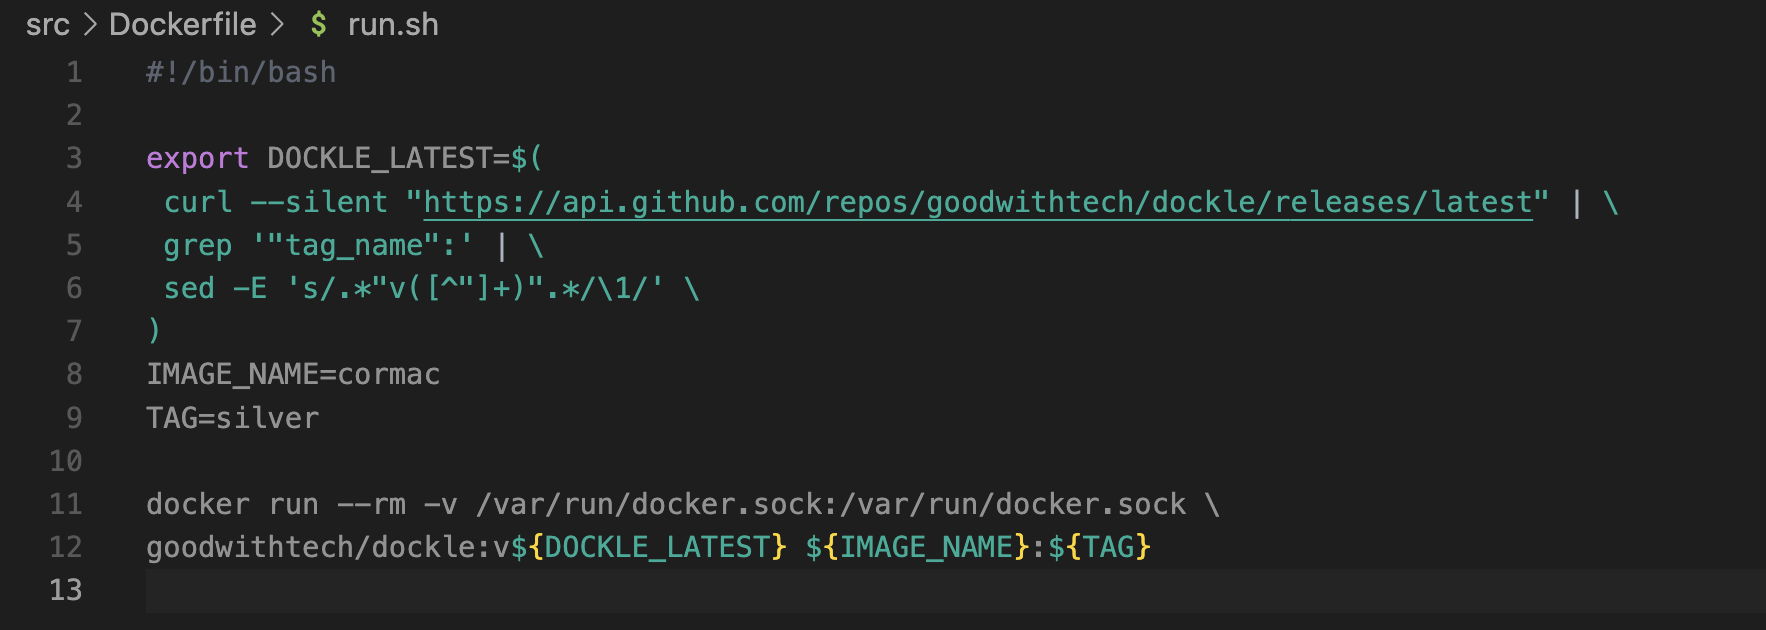 src > Dockerfile > $ run.sh
1 #!/bin/bash
2
3 export DOCKLE_LATEST=$(
4  curl --silent "https://api.github.com/repos/goodwithtech/dockle/releases/latest" | \
5  grep '"tag_name":' | \
6  sed -E 's/.*"v([^"]+)".*/\1/' \
7 )
8 IMAGE_NAME=cormac
9 TAG=silver
10
11 docker run --rm -v /var/run/docker.sock:/var/run/docker.sock \
12 goodwithtech/dockle:v${DOCKLE_LATEST} ${IMAGE_NAME}:${TAG}
13